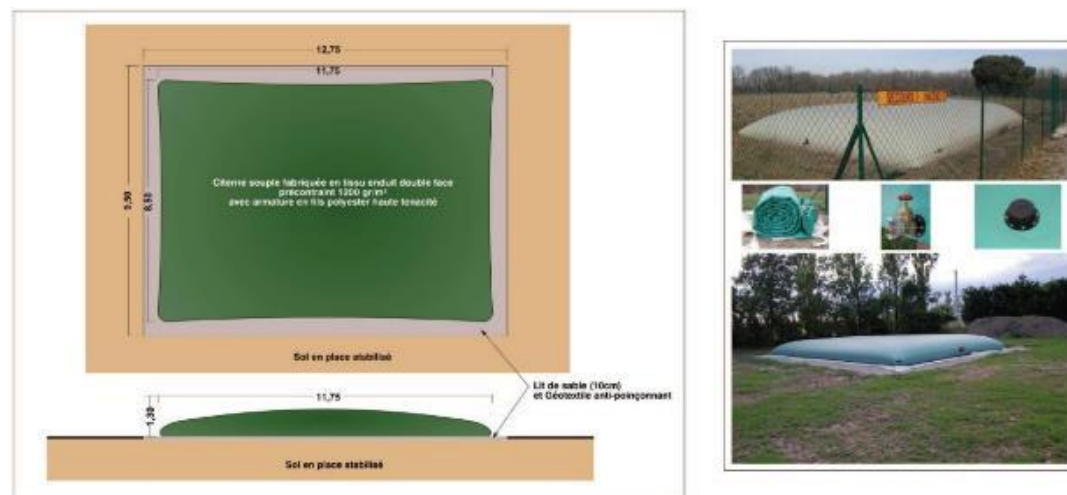 12,75
11,75
9,50
8,50
Citerne souple fabriquée en tissu enduit double face
précontraint 1300 gr/m²
avec armature en fils polyester haute tenacité
Sol en place stabilisé
Lit de sable (10cm)
et Géotextile anti-poinçonnant
11,75
1,30
Sol en place stabilisé